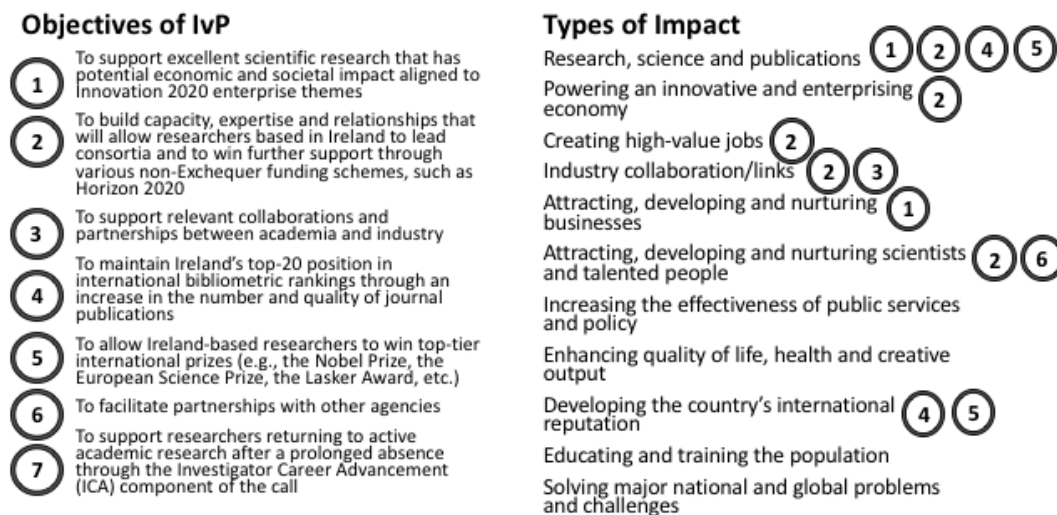 Objectives of IvP
1
To support excellent scientific research that has
potential economic and societal impact aligned to
Innovation 2020 enterprise themes
2
To build capacity, expertise and relationships that
will allow researchers based in Ireland to lead
consortia and to win further support through
various non-Exchequer funding schemes, such as
Horizon 2020
3
To support relevant collaborations and
partnerships between academia and industry
4
To maintain Ireland's top-20 position in
international bibliometric rankings through an
increase in the number and quality of journal
publications
5
To allow Ireland-based researchers to win top-tier
international prizes (e.g., the Nobel Prize, the
European Science Prize, the Lasker Award, etc.)
6
To facilitate partnerships with other agencies
7
To support researchers returning to active
academic research after a prolonged absence
through the Investigator Career Advancement
(ICA) component of the call
Types of Impact
Research, science and publications 1 2 4 5
Powering an innovative and enterprising
economy 2
Creating high-value jobs 2
Industry collaboration/links 2 3
Attracting, developing and nurturing
businesses 1
Attracting, developing and nurturing scientists
and talented people 2 6
Increasing the effectiveness of public services
and policy
Enhancing quality of life, health and creative
output
Developing the country's international
reputation 4 5
Educating and training the population
Solving major national and global problems
and challenges